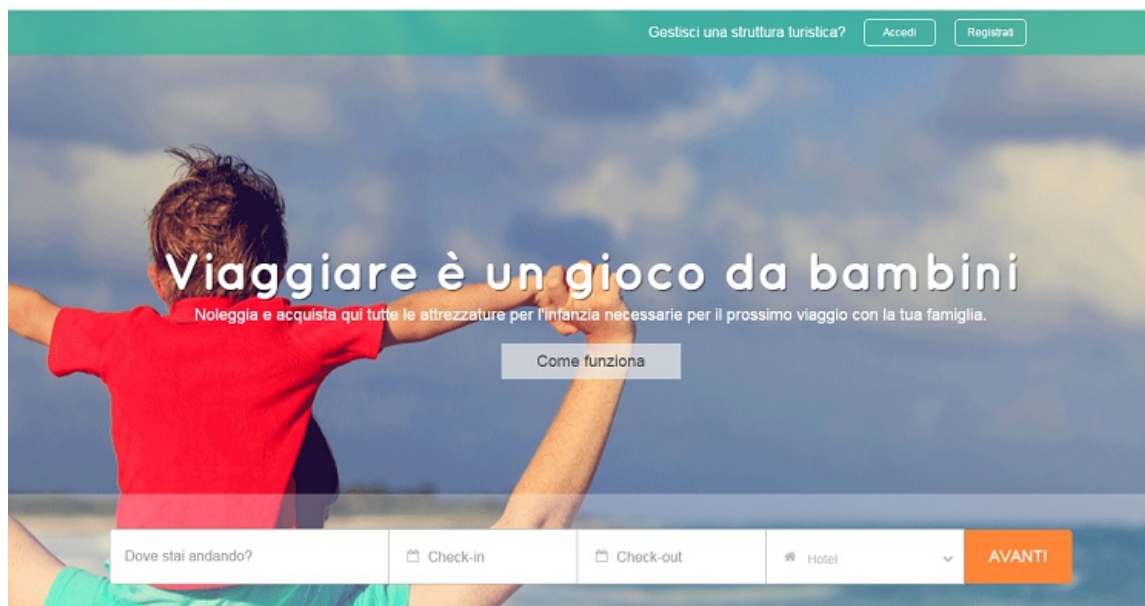 Gestisci una struttura turistica? Accedi Registrati
Viaggiare è un gioco da bambini
Noleggia e acquista qui tutte le attrezzature per l'infanzia necessarie per il prossimo viaggio con la tua famiglia.
Come funziona
Dove stai andando? Check-in Check-out Hotel AVANTI